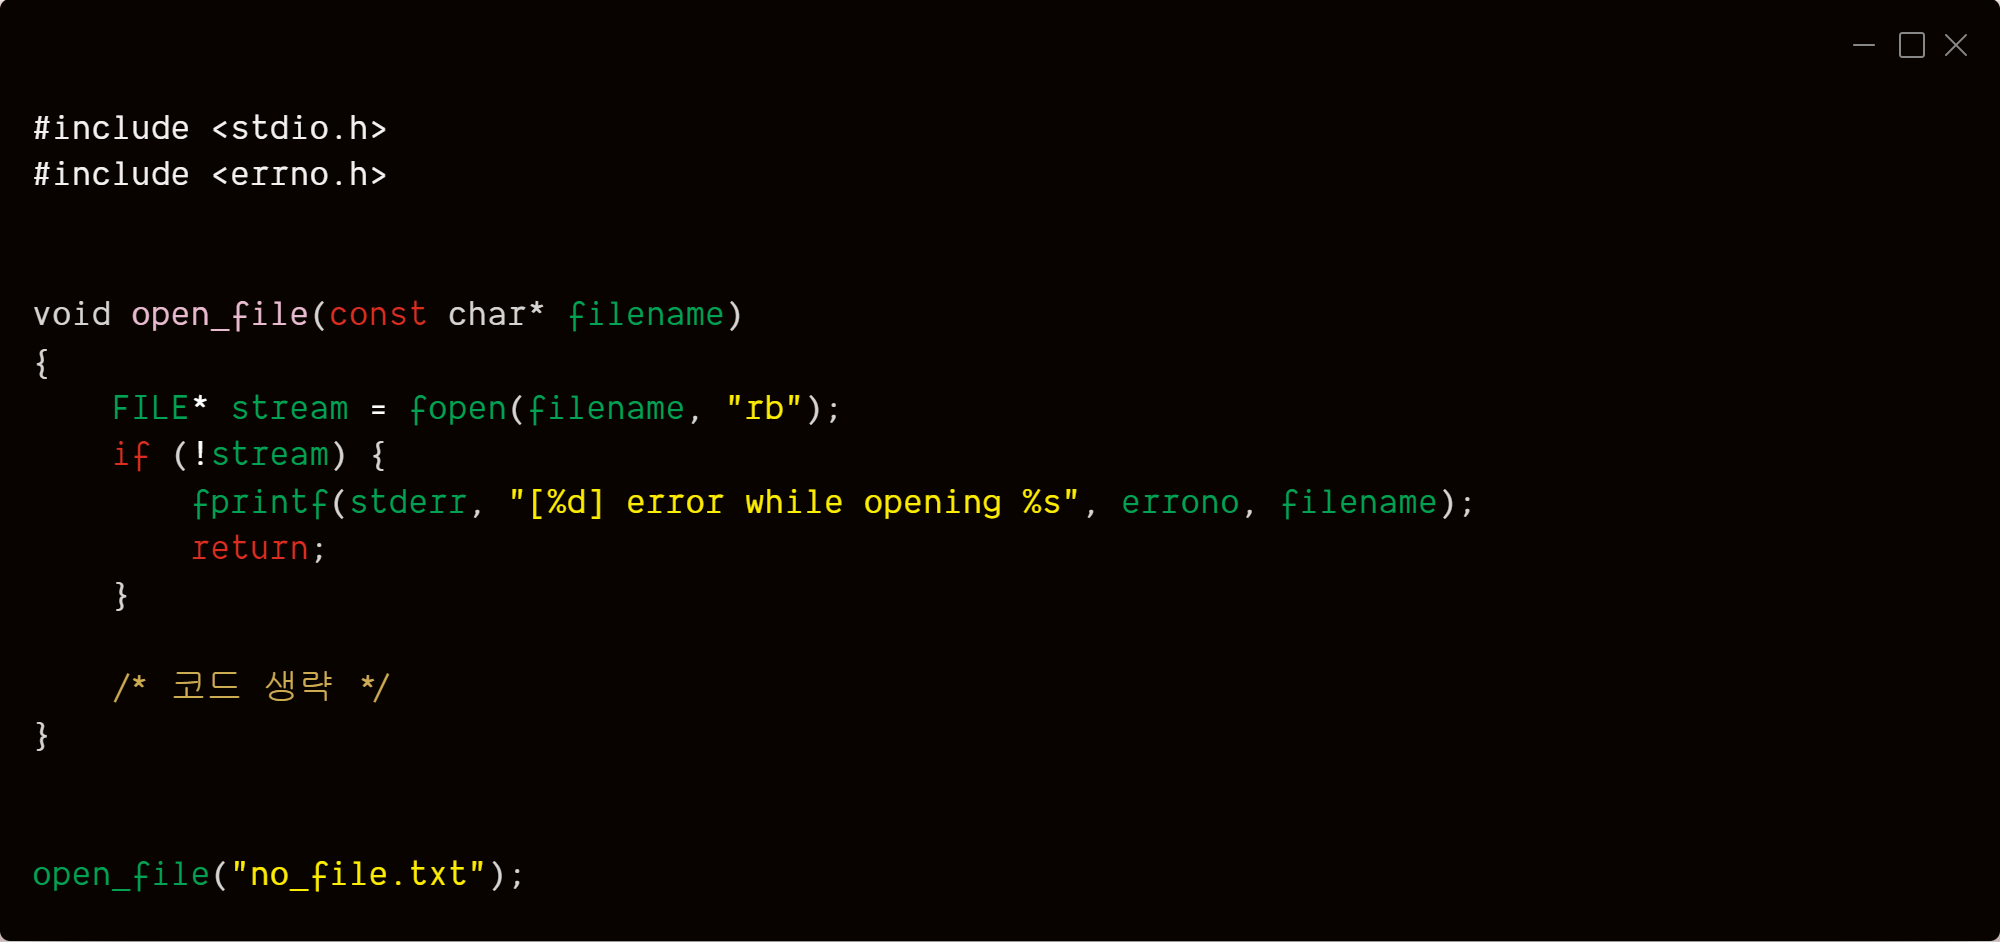 #include <stdio.h>
#include <errno.h>
void open_file(const char* filename)
{
    FILE* stream = fopen(filename, "rb");
    if (!stream) {
        fprintf(stderr, "[%d] error while opening %s", errono, filename);
        return;
    }
    /* 코드 생략 */
}
open_file("no_file.txt");